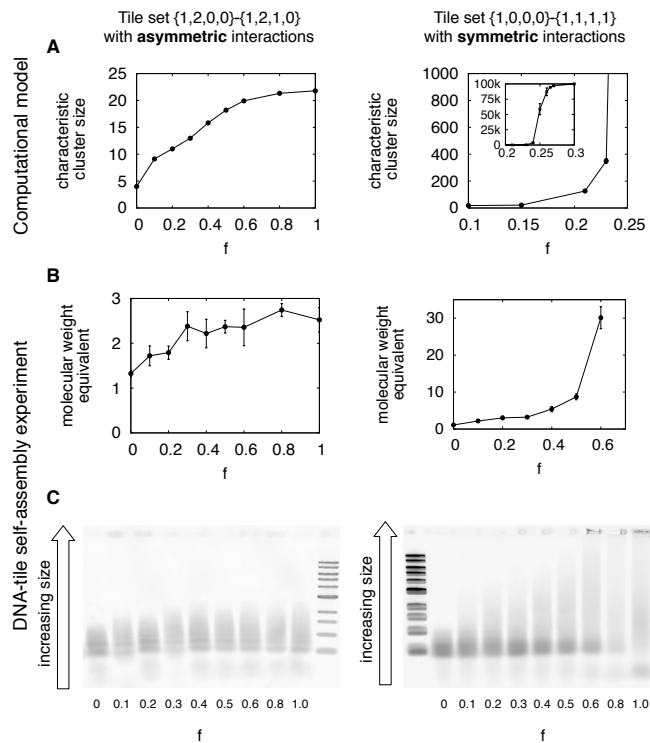 Tile set {1,2,0,0}-{1,2,1,0}
with asymmetric interactions
Tile set {1,0,0,0}-{1,1,1,1}
with symmetric interactions
A
Computational model
characteristic
cluster size
25
20
15
10
5
0
0 0.2 0.4 0.6 0.8 1
f
characteristic
cluster size
1000
800
600
400
200
0
100k
75k
50k
25k
0
0.2 0.25 0.3
0.1 0.15 0.2 0.25
f
B
DNA-tile self-assembly experiment
molecular weight
equivalent
3
2
1
0
0 0.2 0.4 0.6 0.8 1
f
molecular weight
equivalent
30
20
10
0
0 0.2 0.4 0.6
f
C
increasing size
0 0.1 0.2 0.3 0.4 0.5 0.6 0.8 1.0
f
increasing size
0 0.1 0.2 0.3 0.4 0.5 0.6 0.8 1.0
f